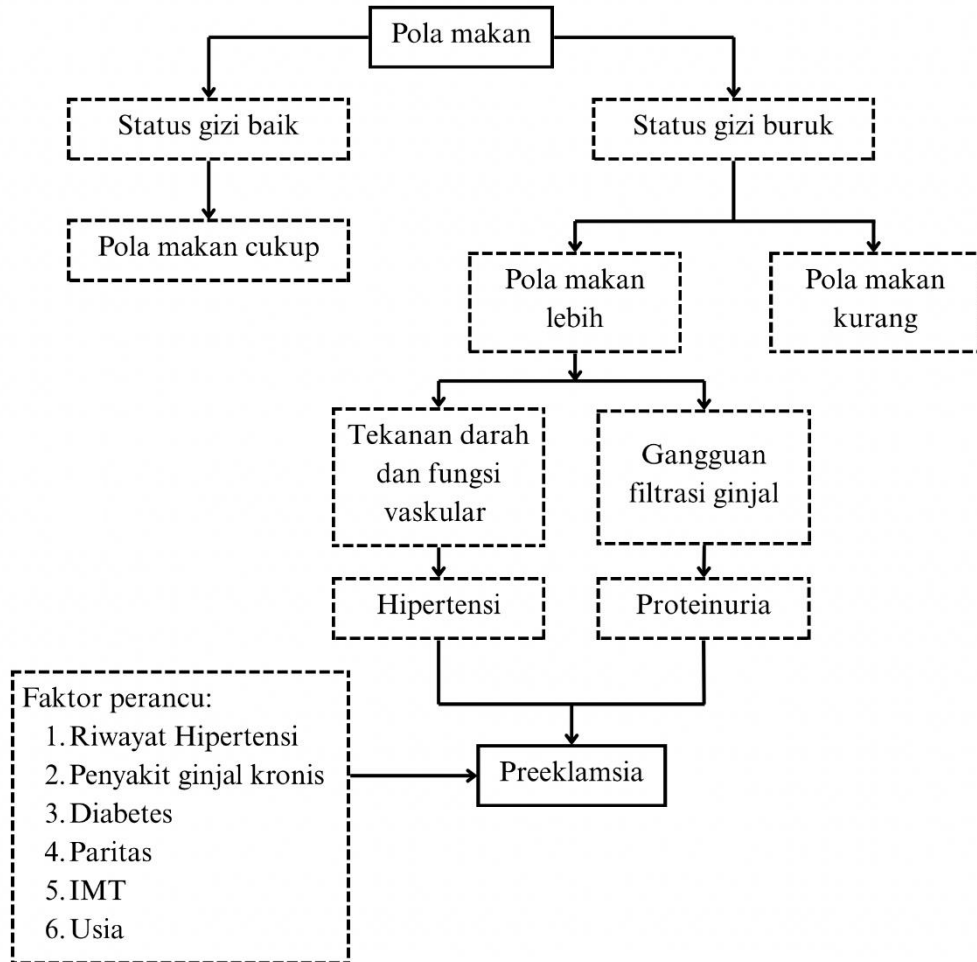 Pola makan
Status gizi baik
Status gizi buruk
Pola makan cukup
Pola makan
lebih
Pola makan
kurang
Tekanan darah
dan fungsi
vaskular
Gangguan
filtrasi ginjal
Hipertensi
Proteinuria
Faktor perancu:
1. Riwayat Hipertensi
2. Penyakit ginjal kronis
3. Diabetes
4. Paritas
5. IMT
6. Usia
Preeklamsia